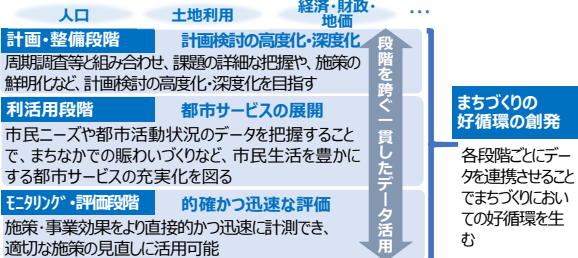 人口
土地利用
経済・財政・
地価
…
計画・整備段階
計画検討の高度化・深度化
周期調査等と組み合わせ、課題の詳細な把握や、施策の
鮮明化など、計画検討の高度化・深度化を目指す
利活用段階
都市サービスの展開
市民ニーズや都市活動状況のデータを把握すること
で、まちなかでの賑わいづくりなど、市民生活を豊かに
する都市サービスの充実化を図る
モニタリング・評価段階
的確かつ迅速な評価
施策・事業効果をより直接的かつ迅速に計測でき、
適切な施策の見直しに活用可能
段階を跨ぐ一貫したデータ活用
まちづくりの
好循環の創発
各段階ごとにデー
タを連携させること
でまちづくりにおい
ての好循環を生
む